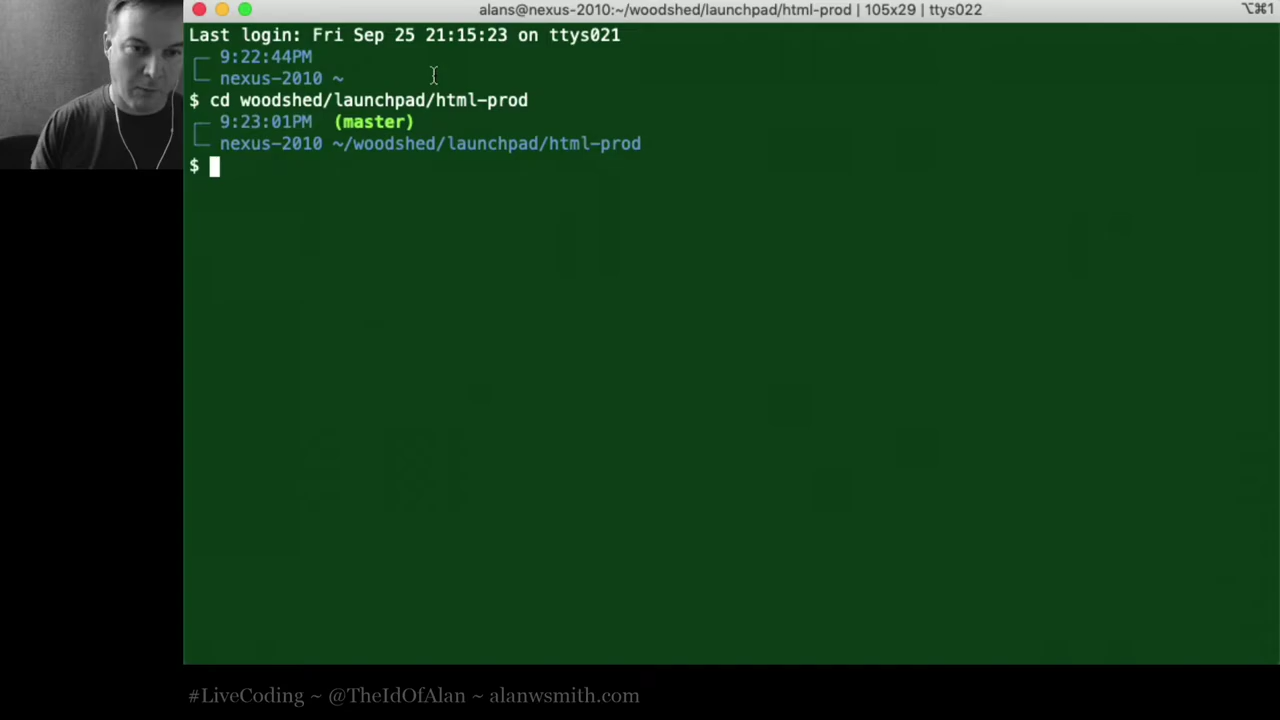 alans@nexus-2010:~/woodshed/launchpad/html-prod | 105x29 | ttys022
⌥⌘1
Last login: Fri Sep 25 21:15:23 on ttys021
9:22:44PM
nexus-2010 ~
$ cd woodshed/launchpad/html-prod
9:23:01PM (master)
nexus-2010 ~/woodshed/launchpad/html-prod
$
#LiveCoding ~ @TheIdOfAlan ~ alanwsmith.com